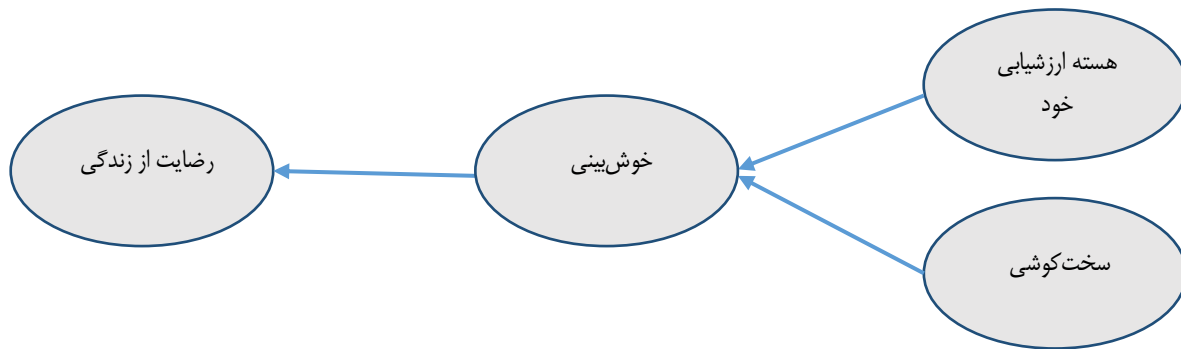 هسته ارزشیابی
خود
خوش‌بینی
رضایت از زندگی
سخت‌کوشی